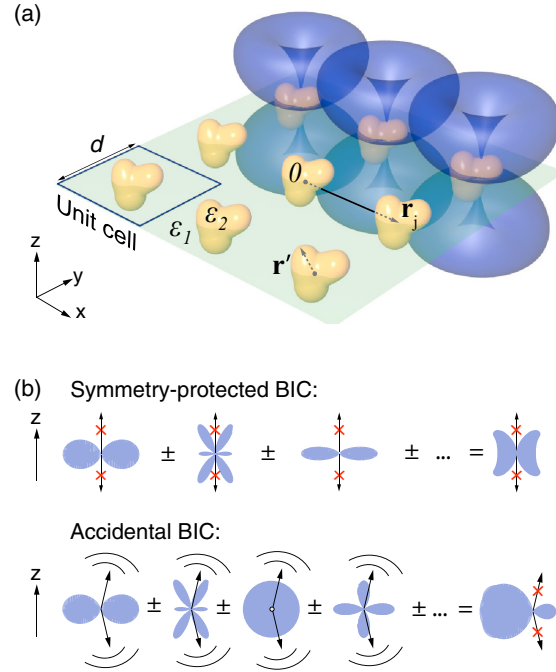 (a)
d
Unit cell
ε1
ε2
0
rj
r′
z
y
x
(b)
Symmetry-protected BIC:
z
± ± ± ... =
Accidental BIC:
z
± ± ± ± ... =